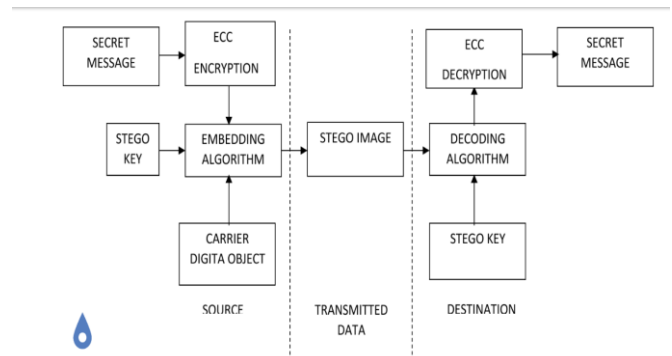 SECRET
MESSAGE
ECC
ENCRYPTION
ECC
DECRYPTION
SECRET
MESSAGE
STEGO
KEY
EMBEDDING
ALGORITHM
STEGO IMAGE
DECODING
ALGORITHM
CARRIER
DIGITA OBJECT
STEGO KEY
SOURCE
TRANSMITTED
DATA
DESTINATION